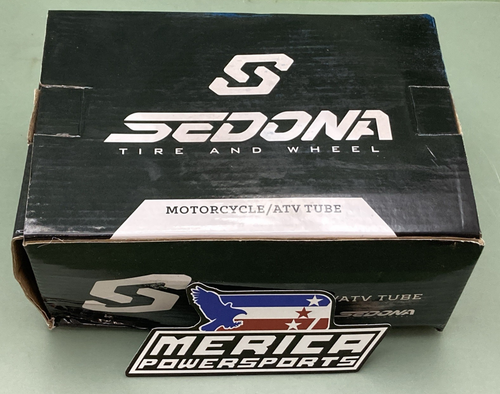 S
SEDONA
TIRE AND WHEEL
MOTORCYCLE/ATV TUBE
S
/ATV TUBE
SEDONA
MERICA
POWERSPORTS